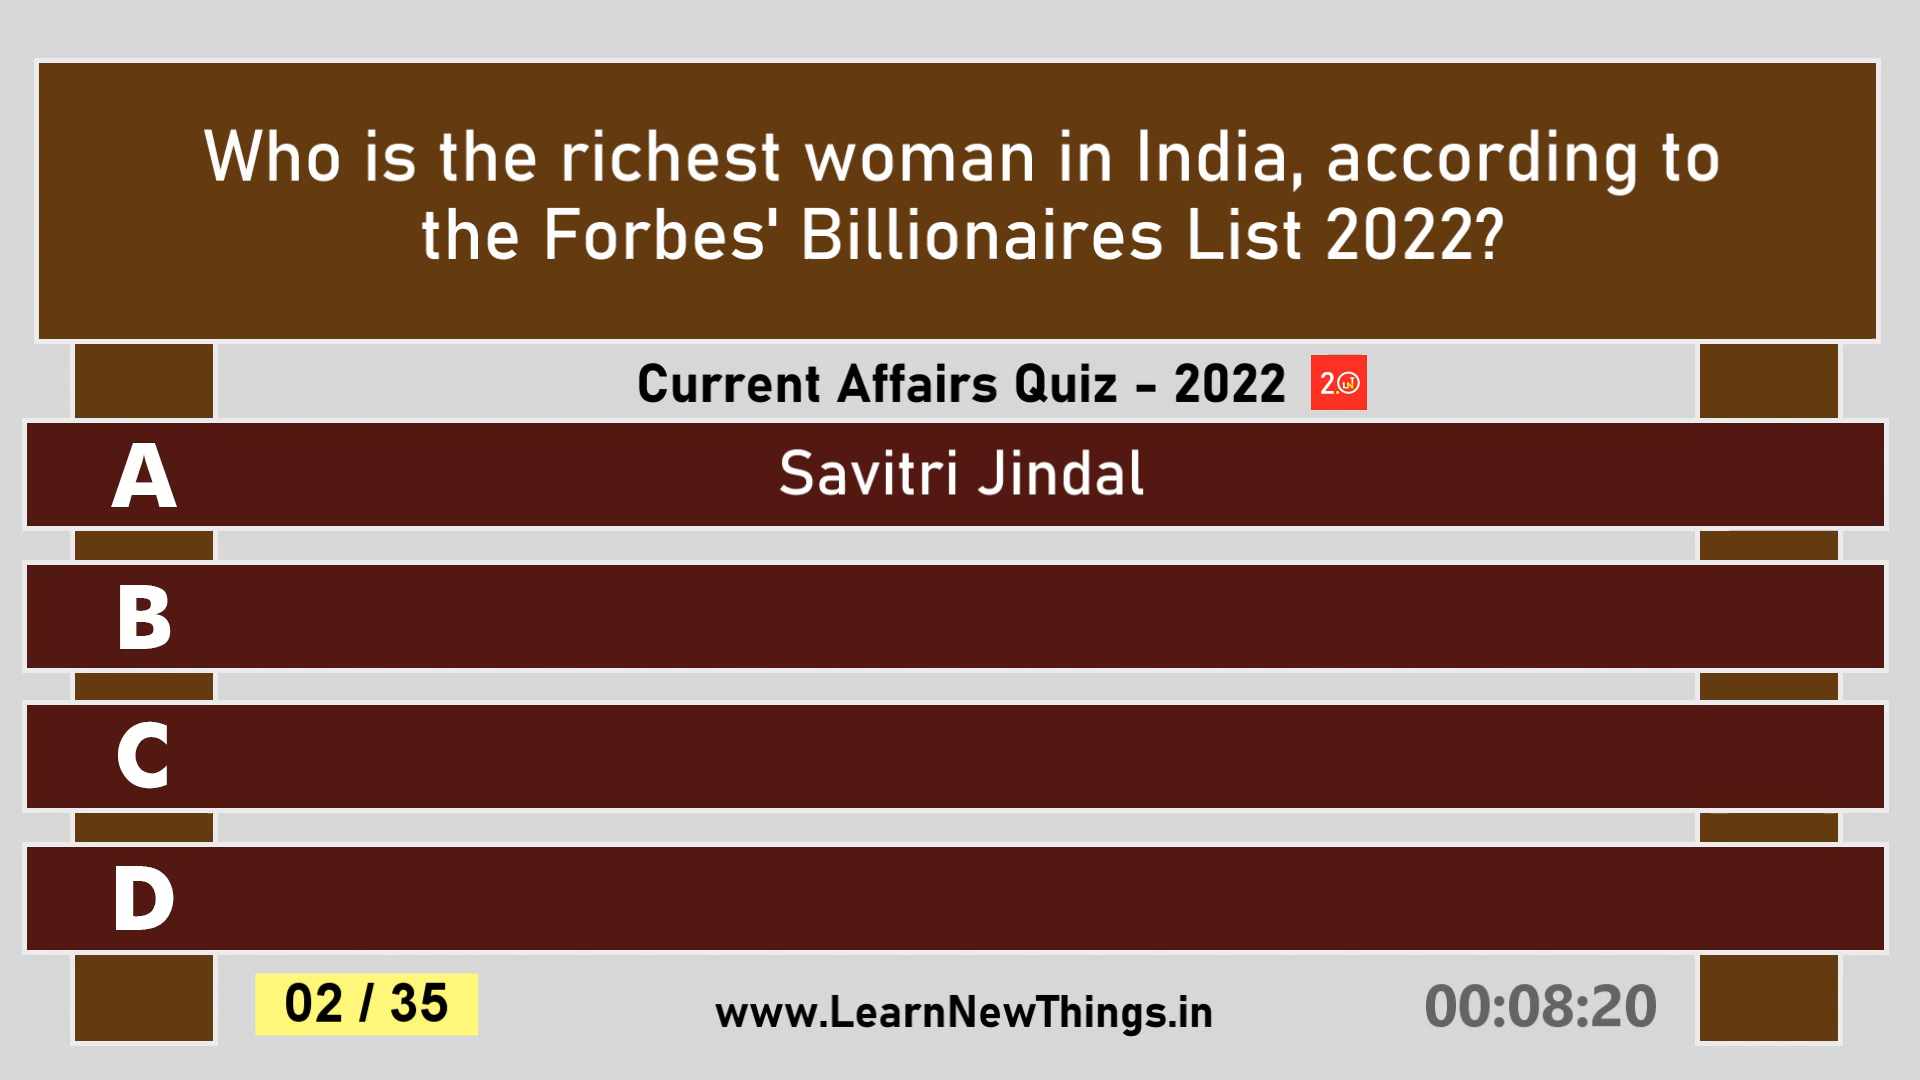 Who is the richest woman in India, according to
the Forbes' Billionaires List 2022?
Current Affairs Quiz - 2022 2.
A Savitri Jindal
B
C
D
02 / 35 www.LearnNewThings.in 00:08:20